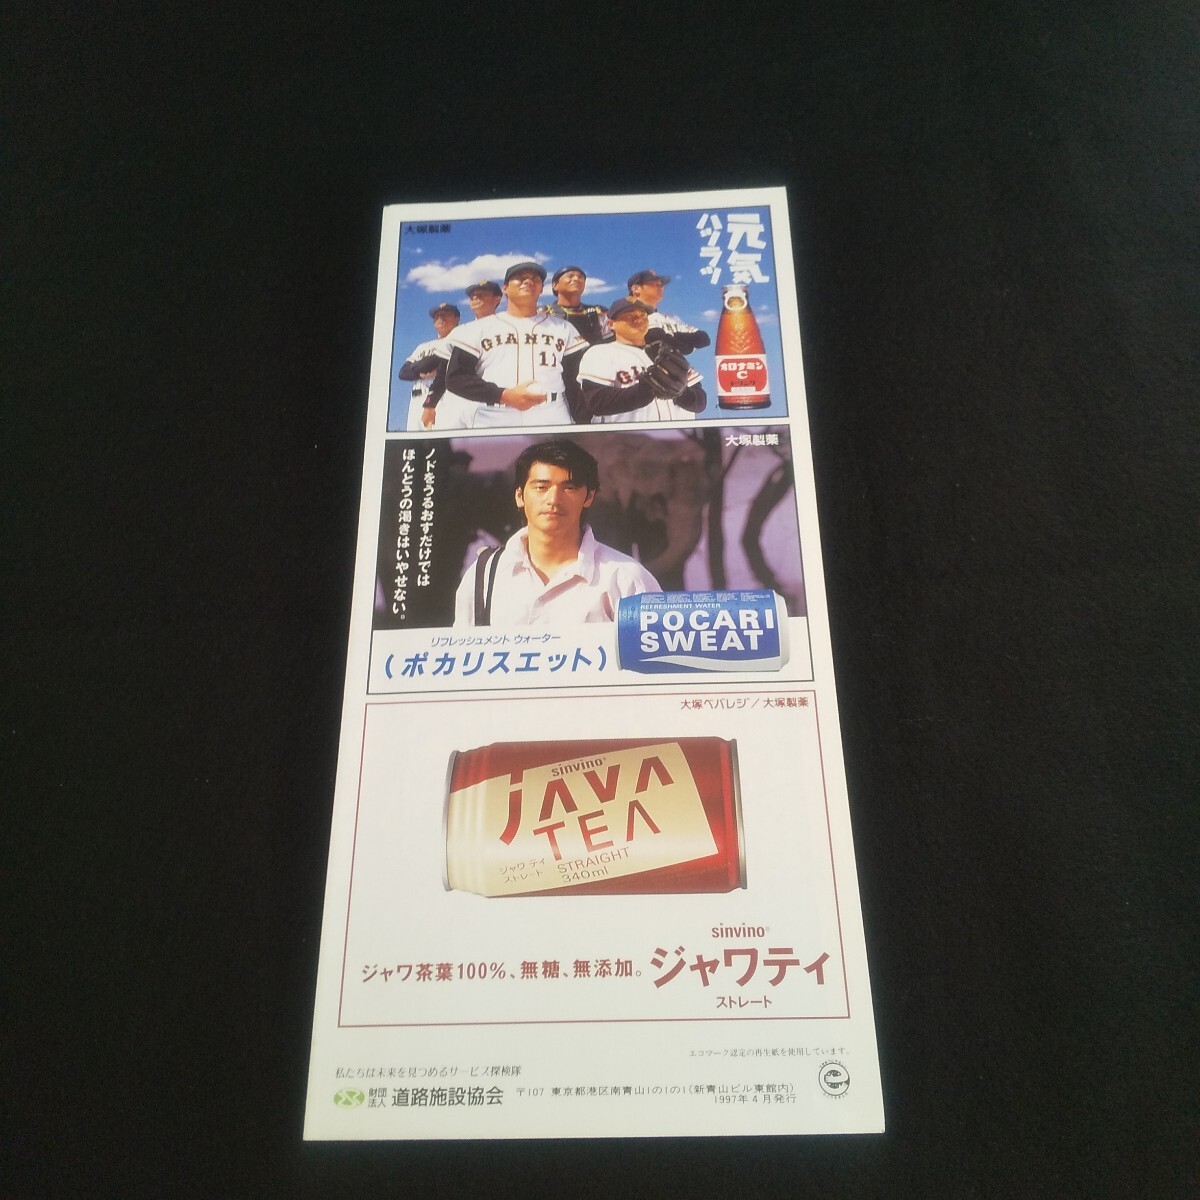 大塚製薬
元気
ハツラツ
GIANTS
11
GI
オロナミン
C
ドリンク
大塚製薬
ノドをうるおすだけでは
ほんとうの渇きはいやせない。
リフレッシュメント ウォーター
(ポカリスエット)
REFRESHMENT WATER
POCARI
SWEAT
大塚ベバレジ/大塚製薬
sinvino®
JAVA
TEA
ジャワティ
ストレート
STRAIGHT
340ml
sinvino®
ジャワ茶葉100%、無糖、無添加。
ジャワティ
ストレート
エコマーク認定の再生紙を使用しています。
私たちは未来を見つめるサービス探検隊
財団
法人
道路施設協会
〒107 東京都港区南青山1の1の1(新青山ビル東館内)
1997年4月発行